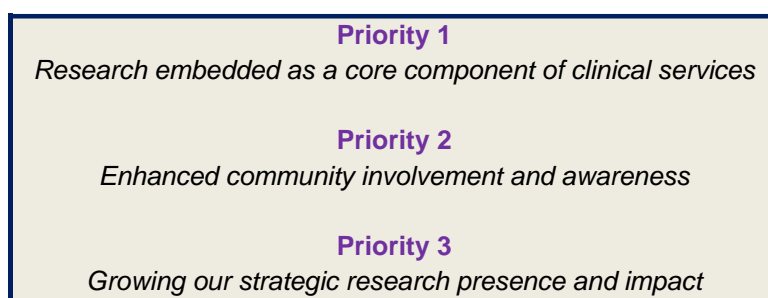 Priority 1
Research embedded as a core component of clinical services
Priority 2
Enhanced community involvement and awareness
Priority 3
Growing our strategic research presence and impact